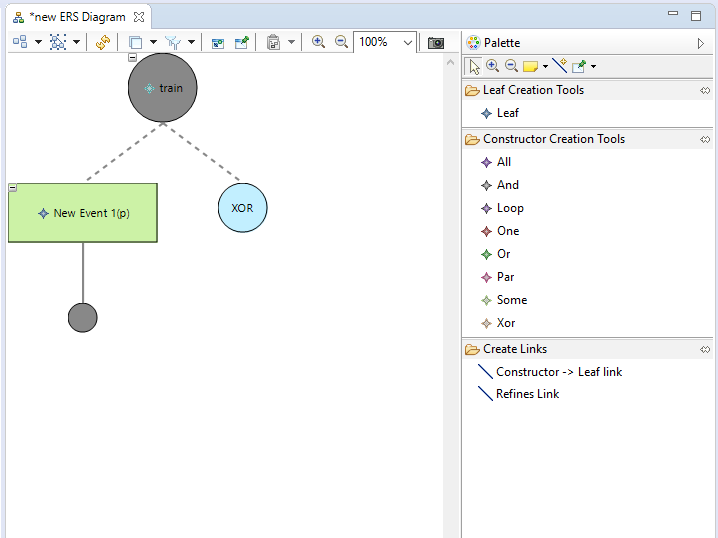 *new ERS Diagram
100%
train
New Event 1(p)
XOR
Palette
Leaf Creation Tools
Leaf
Constructor Creation Tools
All
And
Loop
One
Or
Par
Some
Xor
Create Links
Constructor -> Leaf link
Refines Link